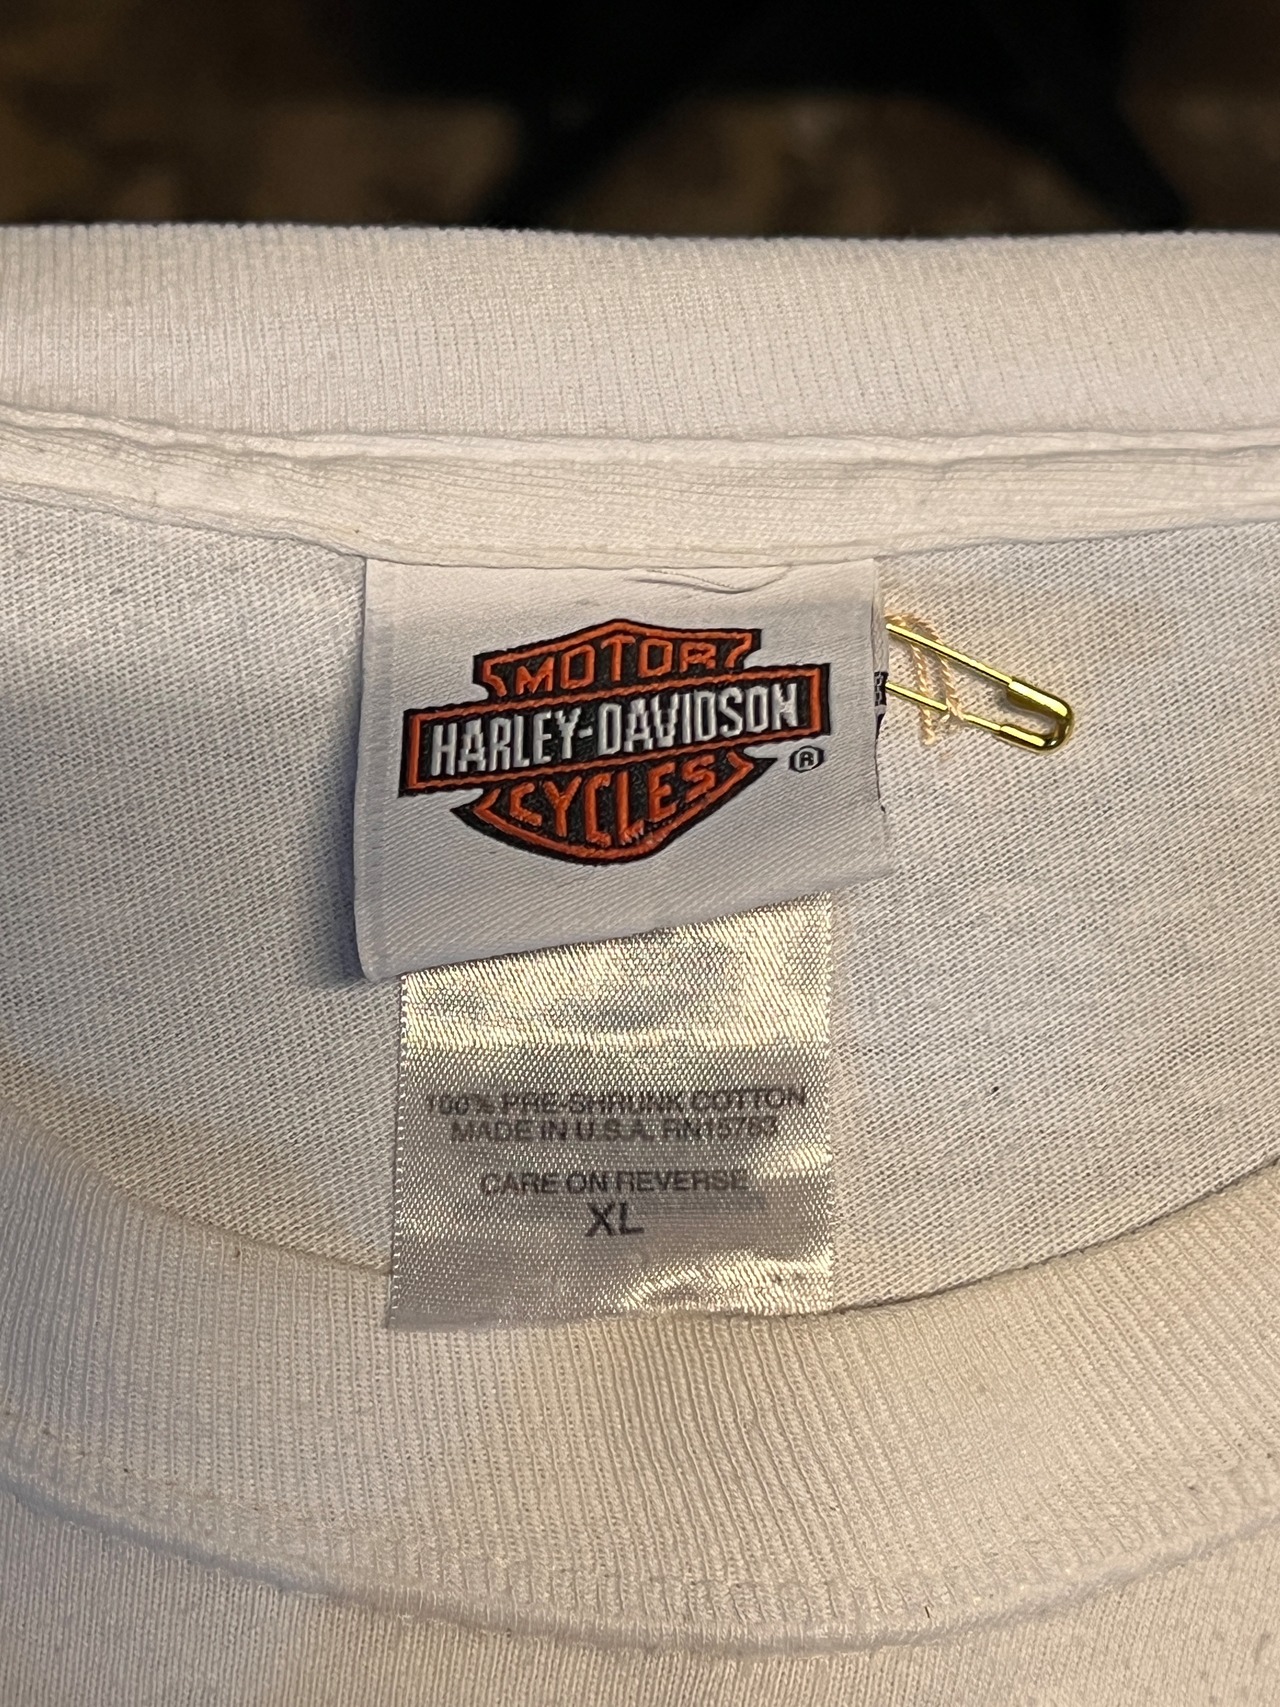 MOTOR
HARLEY-DAVIDSON
CYCLES
®
100% PRE-SHRUNK COTTON
MADE IN U.S.A. RN15763
CARE ON REVERSE
XL